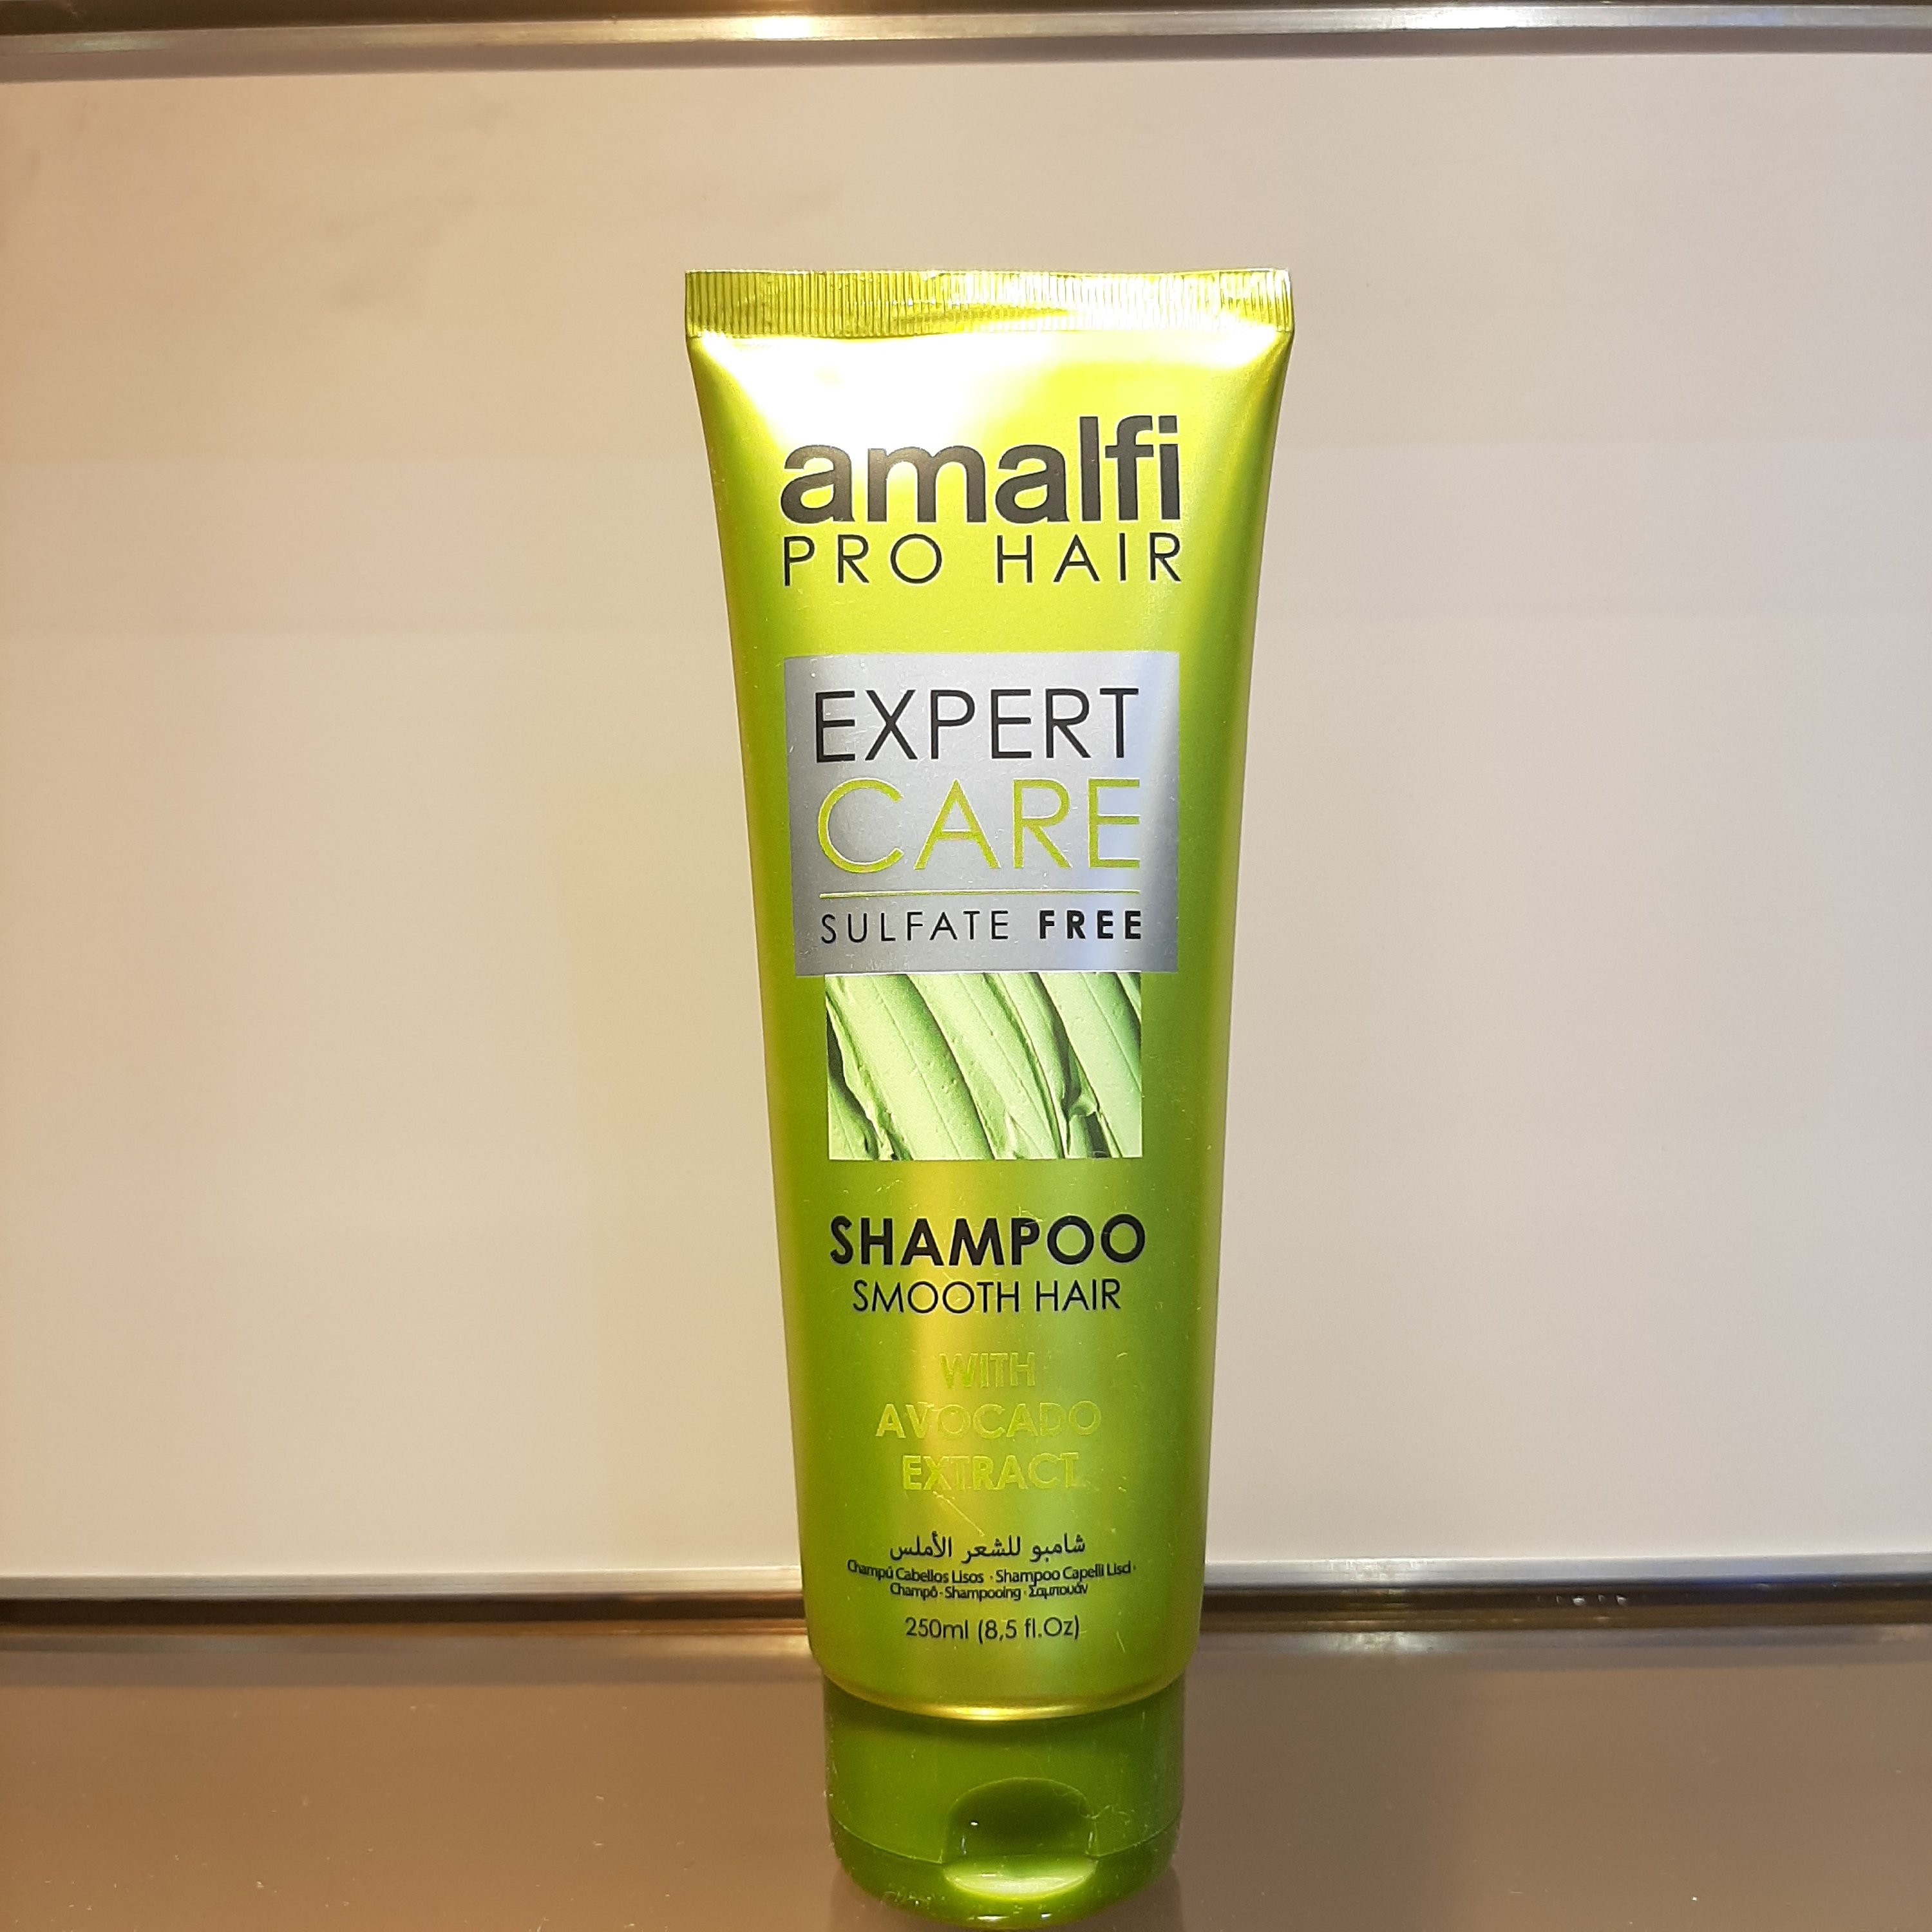 amalfi
PRO HAIR
EXPERT
CARE
SULFATE FREE
SHAMPOO
SMOOTH HAIR
WITH
AVOCADO
EXTRACT
شامبو للشعر الأملس
Champú Cabellos Lisos · Shampoo Capelli Lisci ·
Champô · Shampooing · Σαμπουάν
250ml (8,5 fl.Oz)